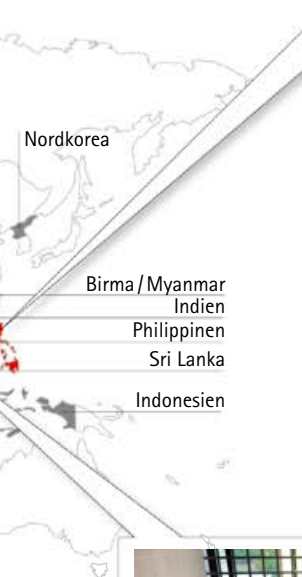 Nordkorea
Birma / Myanmar
Indien
Philippinen
Sri Lanka
Indonesien